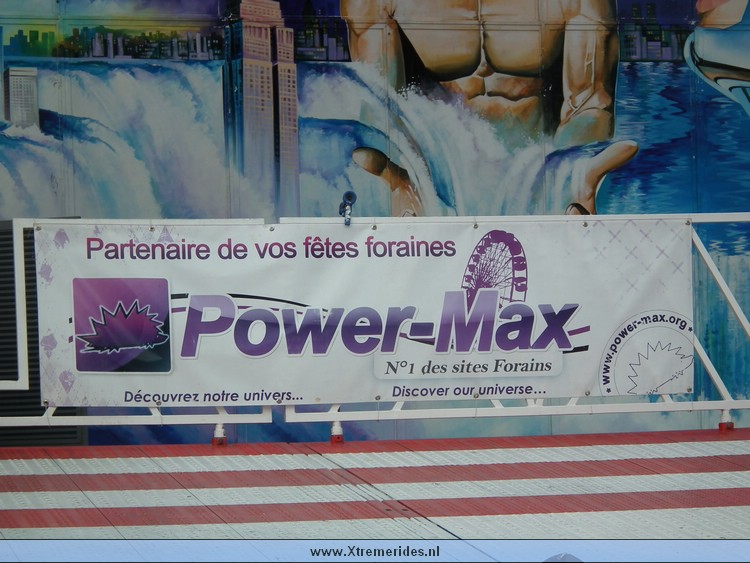 Partenaire de vos fêtes foraines
Power-Max
N°1 des sites Forains
www.power-max.org
Découvrez notre univers...
Discover our universe...
www.Xtremerides.nl